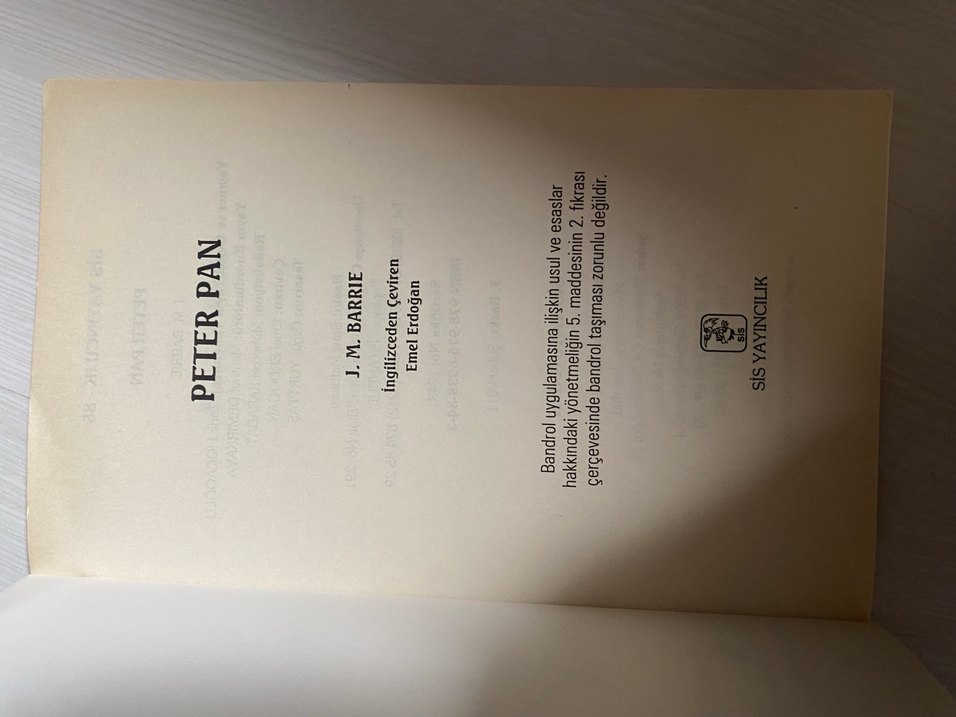 PETER PAN
J. M. BARRIE
İngilizceden Çeviren
Emel Erdoğan
Bandrol uygulamasına ilişkin usul ve esaslar
hakkındaki yönetmeliğin 5. maddesinin 2. fıkrası
çerçevesinde bandrol taşıması zorunlu değildir.
SİS
SİS YAYINCILIK